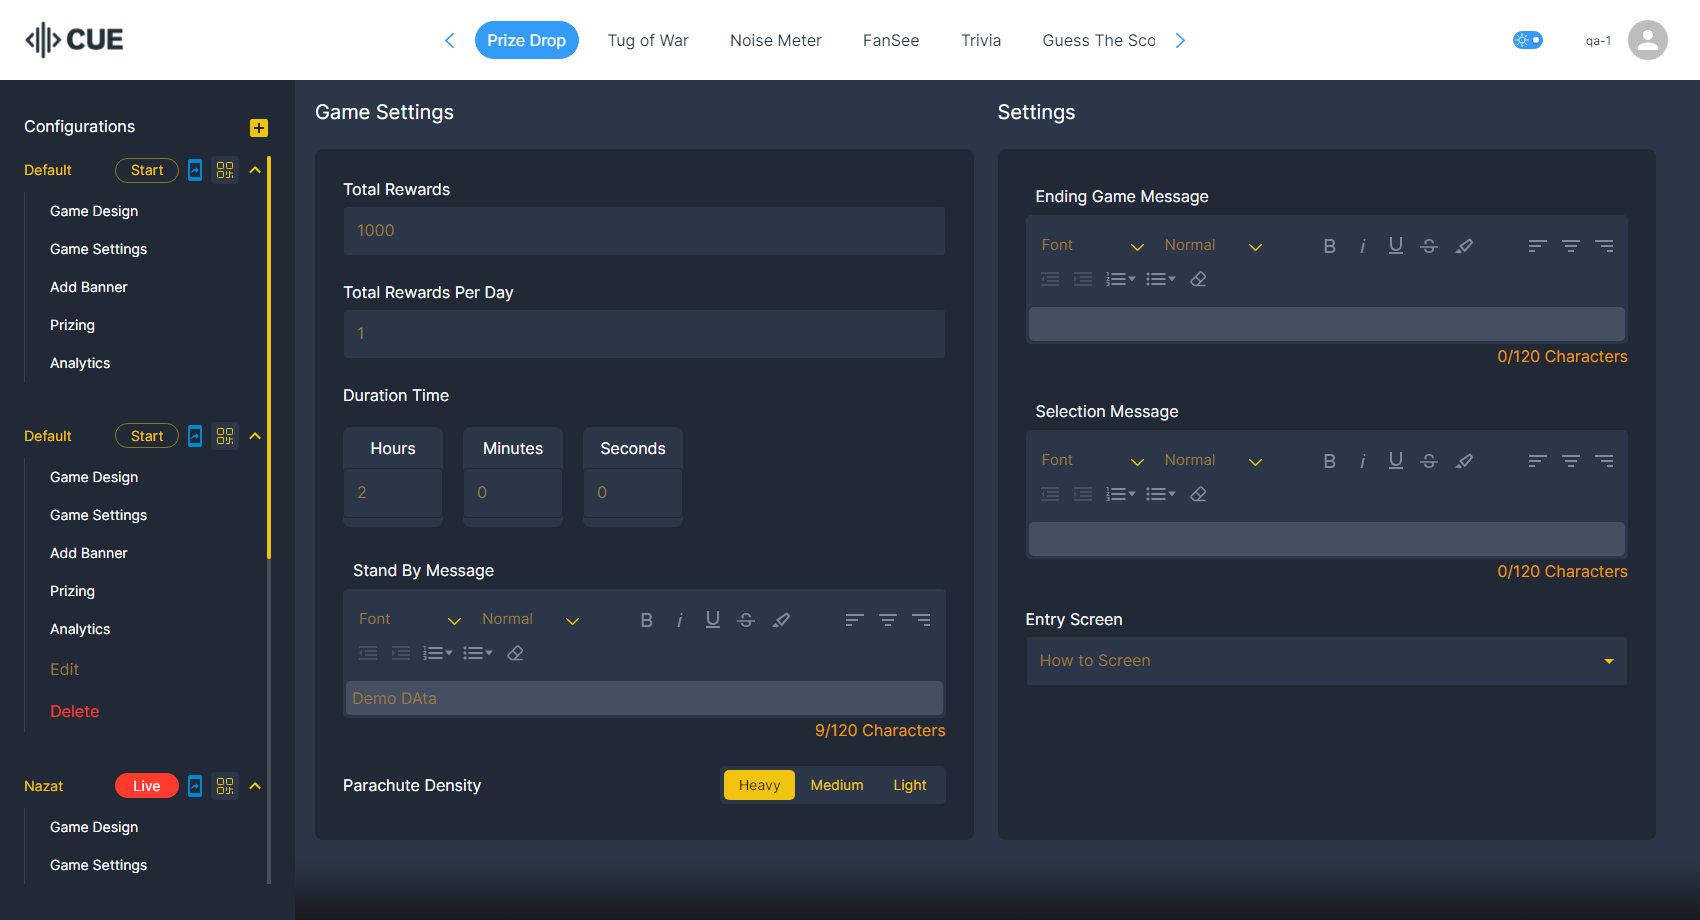 CUE
Prize Drop
Tug of War
Noise Meter
FanSee
Trivia
Guess The Sco
qa-1
Configurations
Default
Start
Game Design
Game Settings
Add Banner
Prizing
Analytics
Default
Start
Game Design
Game Settings
Add Banner
Prizing
Analytics
Edit
Delete
Nazat
Live
Game Design
Game Settings
Game Settings
Total Rewards
1000
Total Rewards Per Day
1
Duration Time
Hours
Minutes
Seconds
2
0
0
Stand By Message
Font
Normal
Demo DAta
9/120 Characters
Parachute Density
Heavy
Medium
Light
Settings
Ending Game Message
Font
Normal
0/120 Characters
Selection Message
Font
Normal
0/120 Characters
Entry Screen
How to Screen